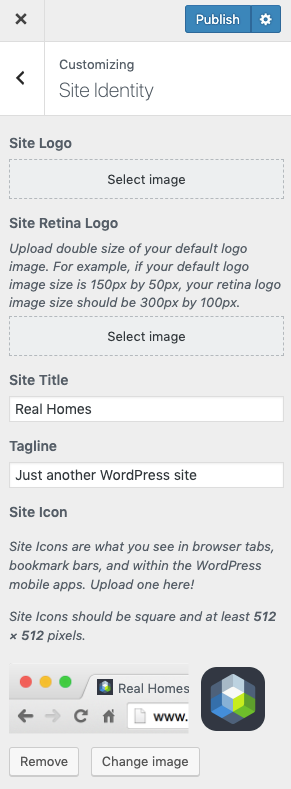 Publish
Customizing
Site Identity
Site Logo
Select image
Site Retina Logo
Upload double size of your default logo
image. For example, if your default logo
image size is 150px by 50px, your retina logo
image size should be 300px by 100px.
Select image
Site Title
Real Homes
Tagline
Just another WordPress site
Site Icon
Site Icons are what you see in browser tabs,
bookmark bars, and within the WordPress
mobile apps. Upload one here!
Site Icons should be square and at least 512
× 512 pixels.
Real Homes
www.
Remove
Change image